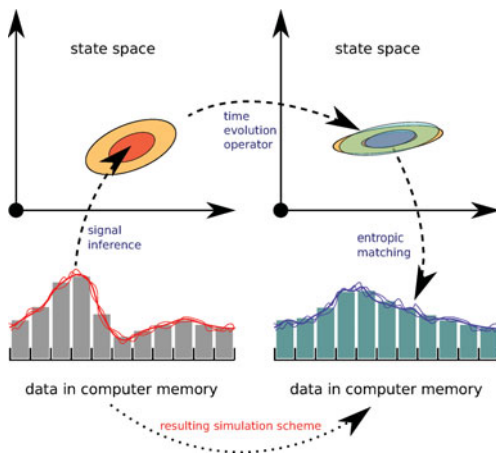 state space
state space
time
evolution
operator
signal
inference
entropic
matching
data in computer memory
data in computer memory
resulting simulation scheme